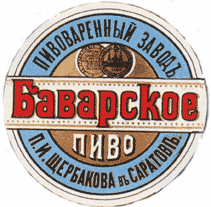 ПИВОВАРЕННЫЙ ЗАВОДЪ
Баварское
ПИВО
П.И. ЩЕРБАКОВА въ САРАТОВѢ.